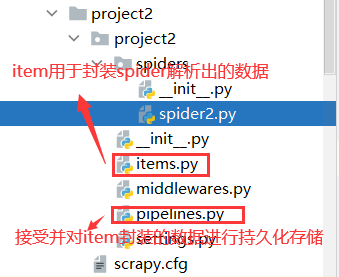 project2
project2
spiders
item用于封装spider解析出的数据
__init__.py
spider2.py
__init__.py
items.py
middlewares.py
pipelines.py
接受并对item封装的数据进行持久化存储
settings.py
scrapy.cfg